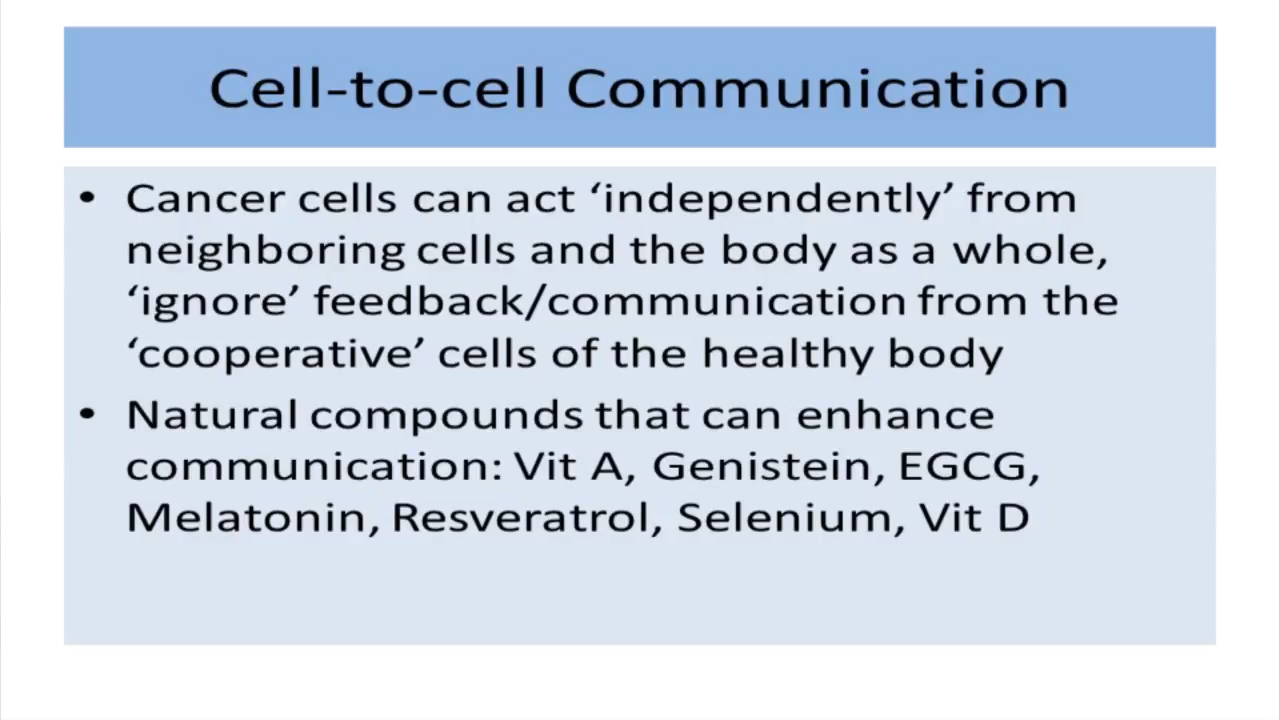 Cell-to-cell Communication
• Cancer cells can act ‘independently’ from
neighboring cells and the body as a whole,
‘ignore’ feedback/communication from the
‘cooperative’ cells of the healthy body
• Natural compounds that can enhance
communication: Vit A, Genistein, EGCG,
Melatonin, Resveratrol, Selenium, Vit D